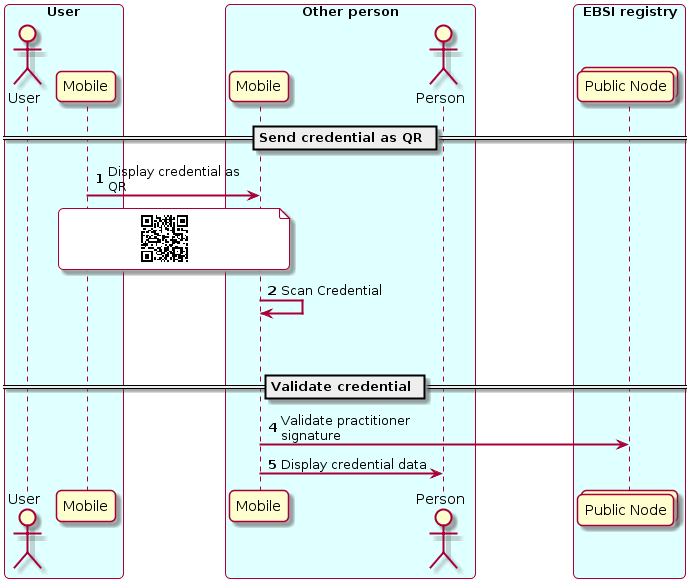 User
Other person
EBSI registry
User
Mobile
Mobile
Person
Public Node
Send credential as QR
1 Display credential as
QR
2 Scan Credential
Validate credential
4 Validate practitioner
signature
5 Display credential data
User
Mobile
Mobile
Person
Public Node